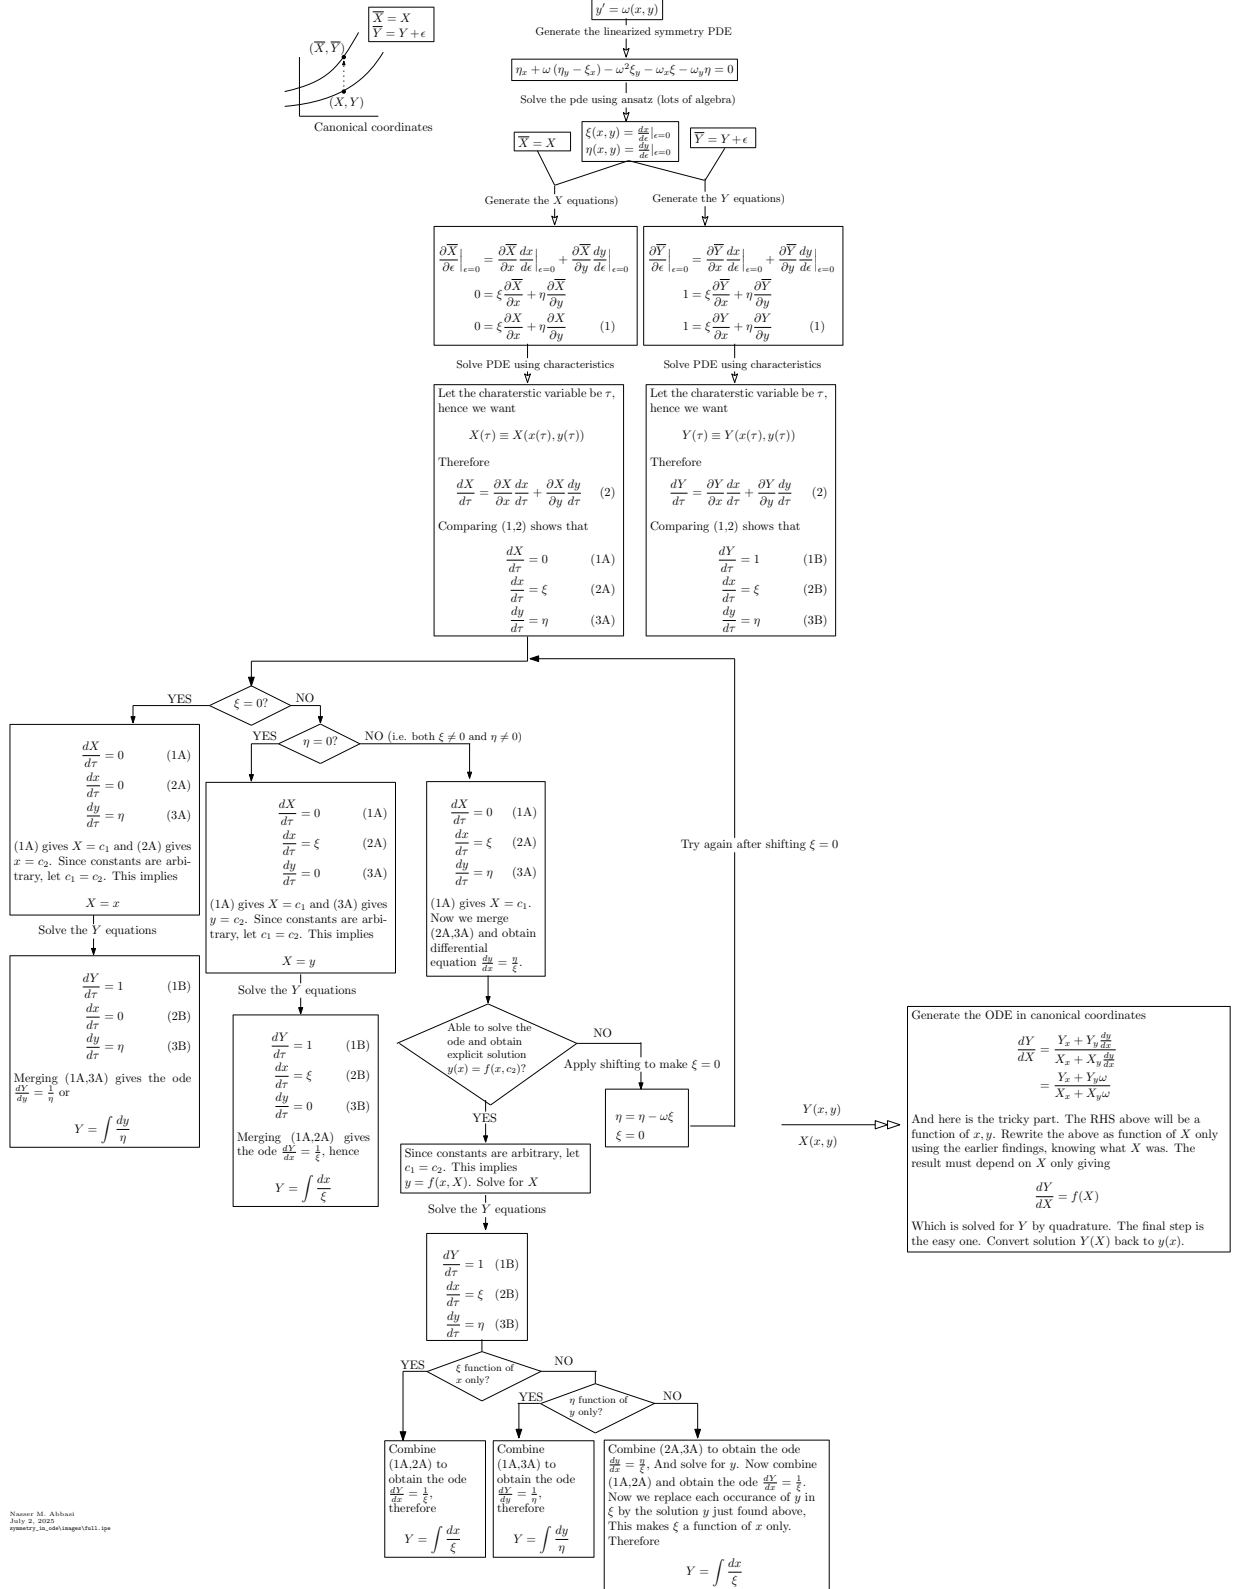 y′ = ω(x, y)
Generate the linearized symmetry PDE
η_x + ω (η_y − ξ_x) − ω²ξ_y − ω_xξ − ω_yη = 0
Solve the pde using ansatz (lots of algebra)
X̅ = X
Y̅ = Y + ϵ
(X̅, Y̅)
(X, Y)
Canonical coordinates
X̅ = X
ξ(x, y) = dx/dϵ|_{ϵ=0}
η(x, y) = dy/dϵ|_{ϵ=0}
Y̅ = Y + ϵ
Generate the X equations)
Generate the Y equations)
∂X̅/∂ϵ|_{ϵ=0} = ∂X̅/∂x dx/dϵ|_{ϵ=0} + ∂X̅/∂y dy/dϵ|_{ϵ=0}
0 = ξ ∂X̅/∂x + η ∂X̅/∂y
0 = ξ ∂X/∂x + η ∂X/∂y (1)
∂Y̅/∂ϵ|_{ϵ=0} = ∂Y̅/∂x dx/dϵ|_{ϵ=0} + ∂Y̅/∂y dy/dϵ|_{ϵ=0}
1 = ξ ∂Y̅/∂x + η ∂Y̅/∂y
1 = ξ ∂Y/∂x + η ∂Y/∂y (1)
Solve PDE using characteristics
Solve PDE using characteristics
Let the charaterstic variable be τ,
hence we want
X(τ) ≡ X(x(τ), y(τ))
Therefore
dX/dτ = ∂X/∂x dx/dτ + ∂X/∂y dy/dτ (2)
Comparing (1,2) shows that
dX/dτ = 0 (1A)
dx/dτ = ξ (2A)
dy/dτ = η (3A)
Let the charaterstic variable be τ,
hence we want
Y(τ) ≡ Y(x(τ), y(τ))
Therefore
dY/dτ = ∂Y/∂x dx/dτ + ∂Y/∂y dy/dτ (2)
Comparing (1,2) shows that
dY/dτ = 1 (1B)
dx/dτ = ξ (2B)
dy/dτ = η (3B)
YES
ξ = 0?
NO
YES
η = 0?
NO (i.e. both ξ ≠ 0 and η ≠ 0)
dX/dτ = 0 (1A)
dx/dτ = 0 (2A)
dy/dτ = η (3A)
(1A) gives X = c₁ and (2A) gives
x = c₂. Since constants are arbi-
trary, let c₁ = c₂. This implies
X = x
Solve the Y equations
dY/dτ = 1 (1B)
dx/dτ = 0 (2B)
dy/dτ = η (3B)
Merging (1A,3A) gives the ode
dY/dy = 1/η or
Y = ∫ dy/η
dX/dτ = 0 (1A)
dx/dτ = ξ (2A)
dy/dτ = 0 (3A)
(1A) gives X = c₁ and (3A) gives
y = c₂. Since constants are arbi-
trary, let c₁ = c₂. This implies
X = y
Solve the Y equations
dY/dτ = 1 (1B)
dx/dτ = ξ (2B)
dy/dτ = 0 (3B)
Merging (1A,2A) gives
the ode dY/dx = 1/ξ, hence
Y = ∫ dx/ξ
dX/dτ = 0 (1A)
dx/dτ = ξ (2A)
dy/dτ = η (3A)
(1A) gives X = c₁.
Now we merge
(2A,3A) and obtain
differential
equation dy/dx = η/ξ.
Able to solve the
ode and obtain
explicit solution
y(x) = f(x, c₂)?
NO
Apply shifting to make ξ = 0
η = η − ωξ
ξ = 0
Try again after shifting ξ = 0
YES
Since constants are arbitrary, let
c₁ = c₂. This implies
y = f(x, X). Solve for X
Solve the Y equations
dY/dτ = 1 (1B)
dx/dτ = ξ (2B)
dy/dτ = η (3B)
YES
ξ function of
x only?
NO
YES
η function of
y only?
NO
Combine
(1A,2A) to
obtain the ode
dY/dx = 1/ξ,
therefore
Y = ∫ dx/ξ
Combine
(1A,3A) to
obtain the ode
dY/dy = 1/η,
therefore
Y = ∫ dy/η
Combine (2A,3A) to obtain the ode
dy/dx = η/ξ, And solve for y. Now combine
(1A,2A) and obtain the ode dY/dx = 1/ξ.
Now we replace each occurance of y in
ξ by the solution y just found above,
This makes ξ a function of x only.
Therefore
Y = ∫ dx/ξ
Y(x, y)
X(x, y)
Generate the ODE in canonical coordinates
dY/dX = (Y_x + Y_y dy/dx)/(X_x + X_y dy/dx)
= (Y_x + Y_yω)/(X_x + X_yω)
And here is the tricky part. The RHS above will be a
function of x, y. Rewrite the above as function of X only
using the earlier findings, knowing what X was. The
result must depend on X only giving
dY/dX = f(X)
Which is solved for Y by quadrature. The final step is
the easy one. Convert solution Y(X) back to y(x).
Nasser M. Abbasi
July 2, 2025
symmetry_in_ode\images\full.ipe